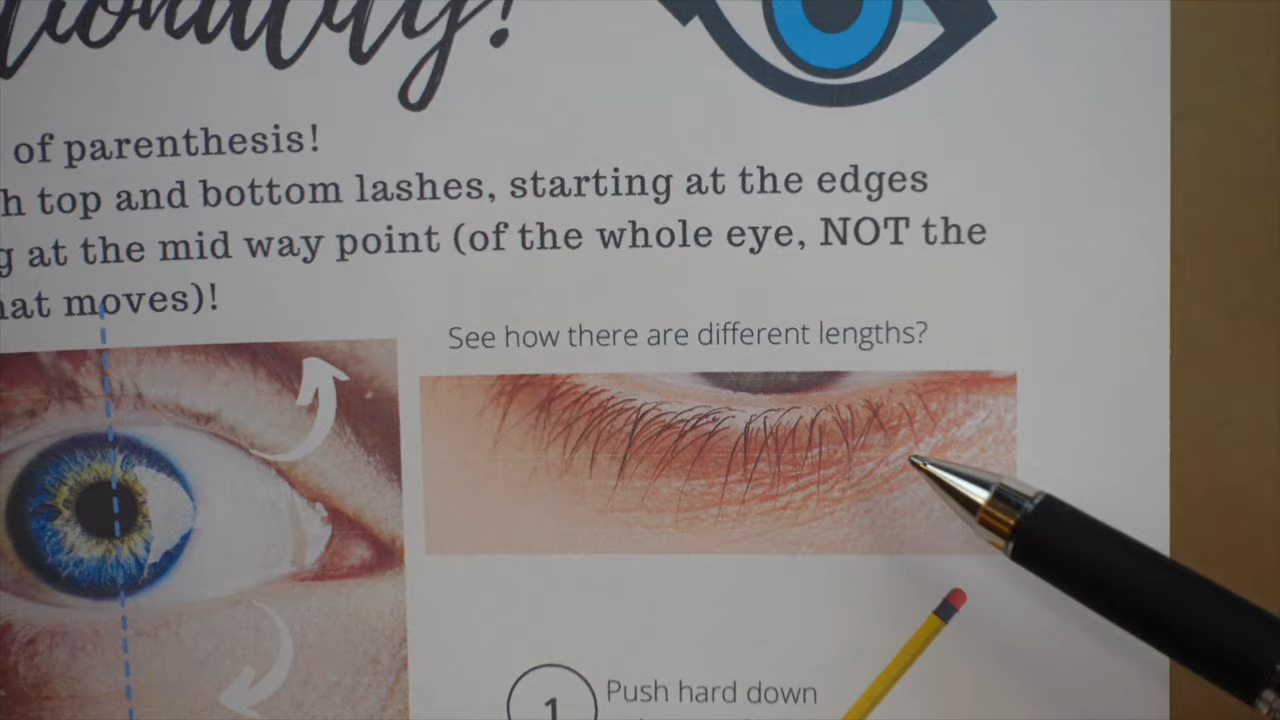 of parenthesis!
top and bottom lashes, starting at the edges
at the mid way point (of the whole eye, NOT the
moves)!
See how there are different lengths?
1
Push hard down